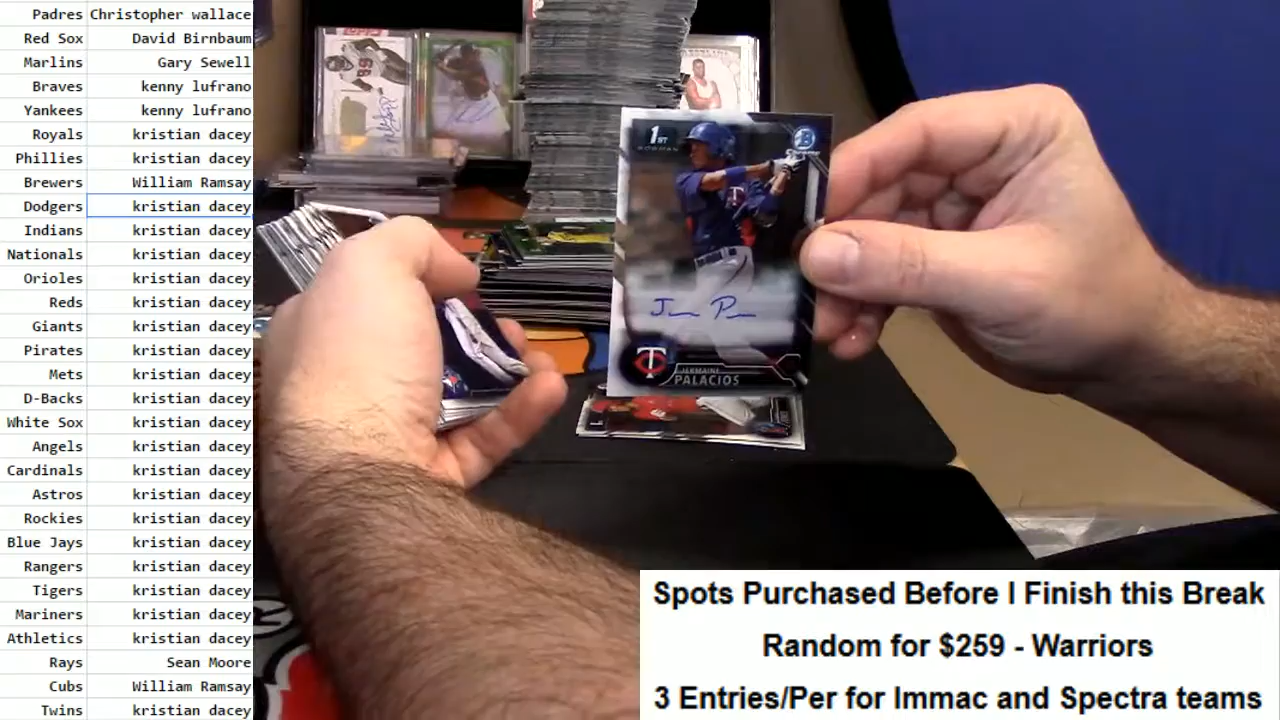 Padres Christopher wallace
Red Sox David Birnbaum
Marlins Gary Sewell
Braves kenny lufrano
Yankees kenny lufrano
Royals kristian dacey
Phillies kristian dacey
Brewers William Ramsay
Dodgers kristian dacey
Indians kristian dacey
Nationals kristian dacey
Orioles kristian dacey
Reds kristian dacey
Giants kristian dacey
Pirates kristian dacey
Mets kristian dacey
D-Backs kristian dacey
White Sox kristian dacey
Angels kristian dacey
Cardinals kristian dacey
Astros kristian dacey
Rockies kristian dacey
Blue Jays kristian dacey
Rangers kristian dacey
Tigers kristian dacey
Mariners kristian dacey
Athletics kristian dacey
Rays Sean Moore
Cubs William Ramsay
Twins kristian dacey
1ST
BOWMAN
B
Chrome
T
JERMAINE
PALACIOS
Spots Purchased Before I Finish this Break
Random for $259 - Warriors
3 Entries/Per for Immac and Spectra teams